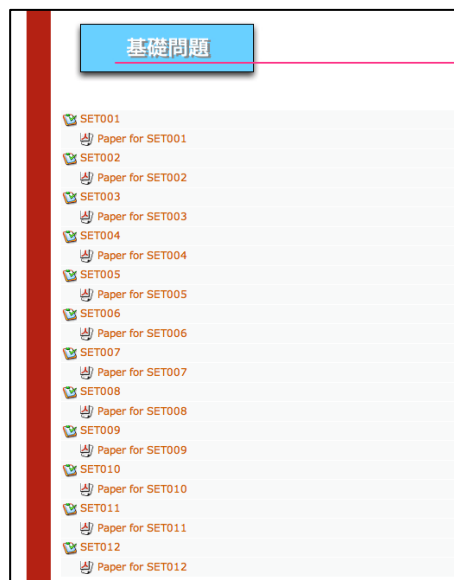 基礎問題
SET001
Paper for SET001
SET002
Paper for SET002
SET003
Paper for SET003
SET004
Paper for SET004
SET005
Paper for SET005
SET006
Paper for SET006
SET007
Paper for SET007
SET008
Paper for SET008
SET009
Paper for SET009
SET010
Paper for SET010
SET011
Paper for SET011
SET012
Paper for SET012